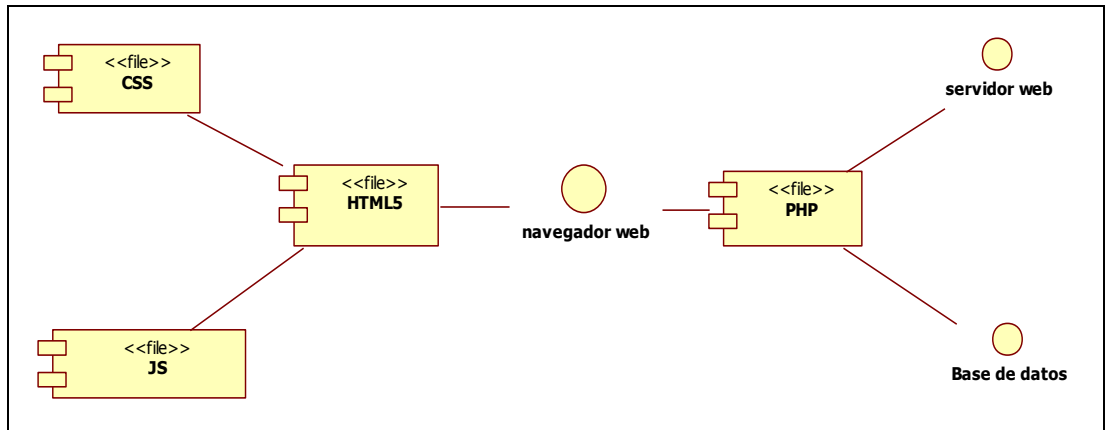 <<file>>
CSS
<<file>>
HTML5
<<file>>
JS
navegador web
<<file>>
PHP
servidor web
Base de datos